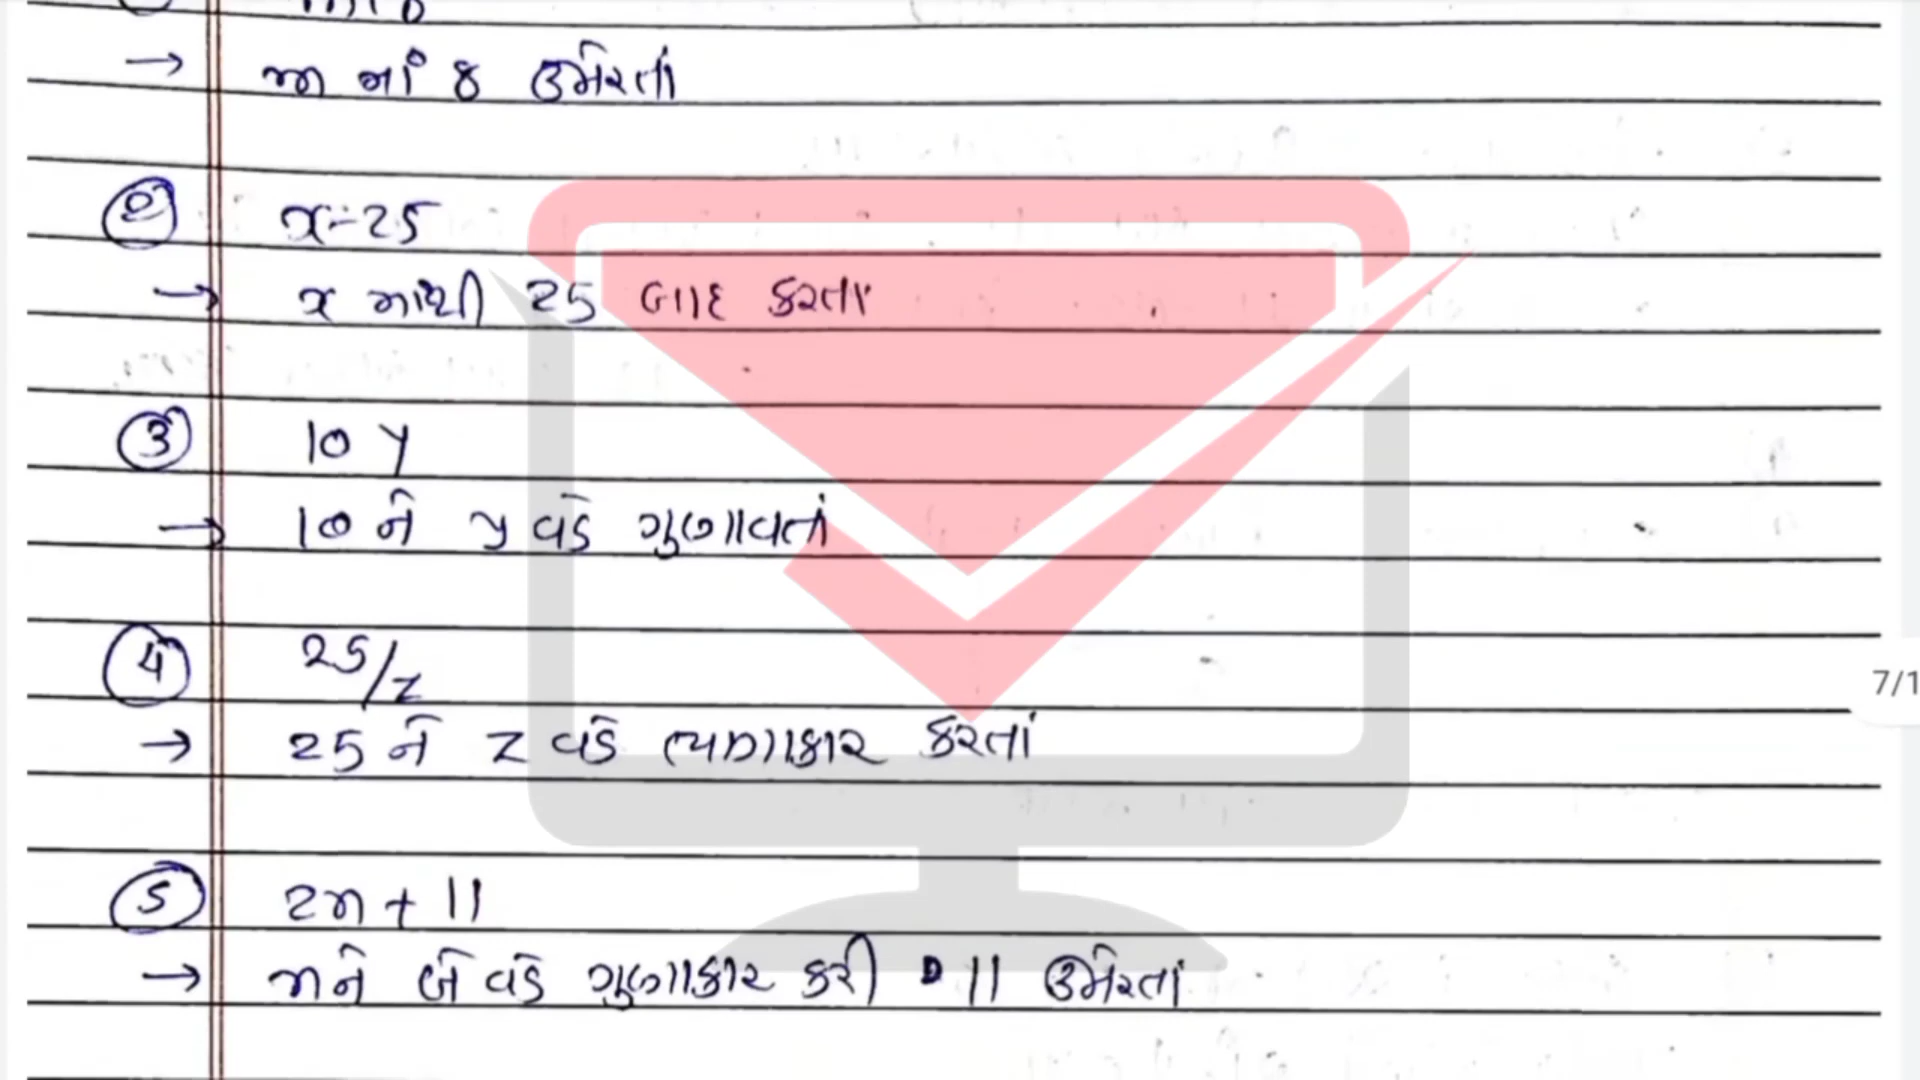 → m માં 8 ઉમેરતાં
② x-25
→ x માંથી 25 બાદ કરતા
③ 10 y
→ 10 ને y વડે ગુણાવતાં
④ 25/z
→ 25 ને z વડે ભાગાકાર કરતાં
⑤ 2m + 11
→ m ને બે વડે ગુણાકાર કરી 11 ઉમેરતાં
7/1